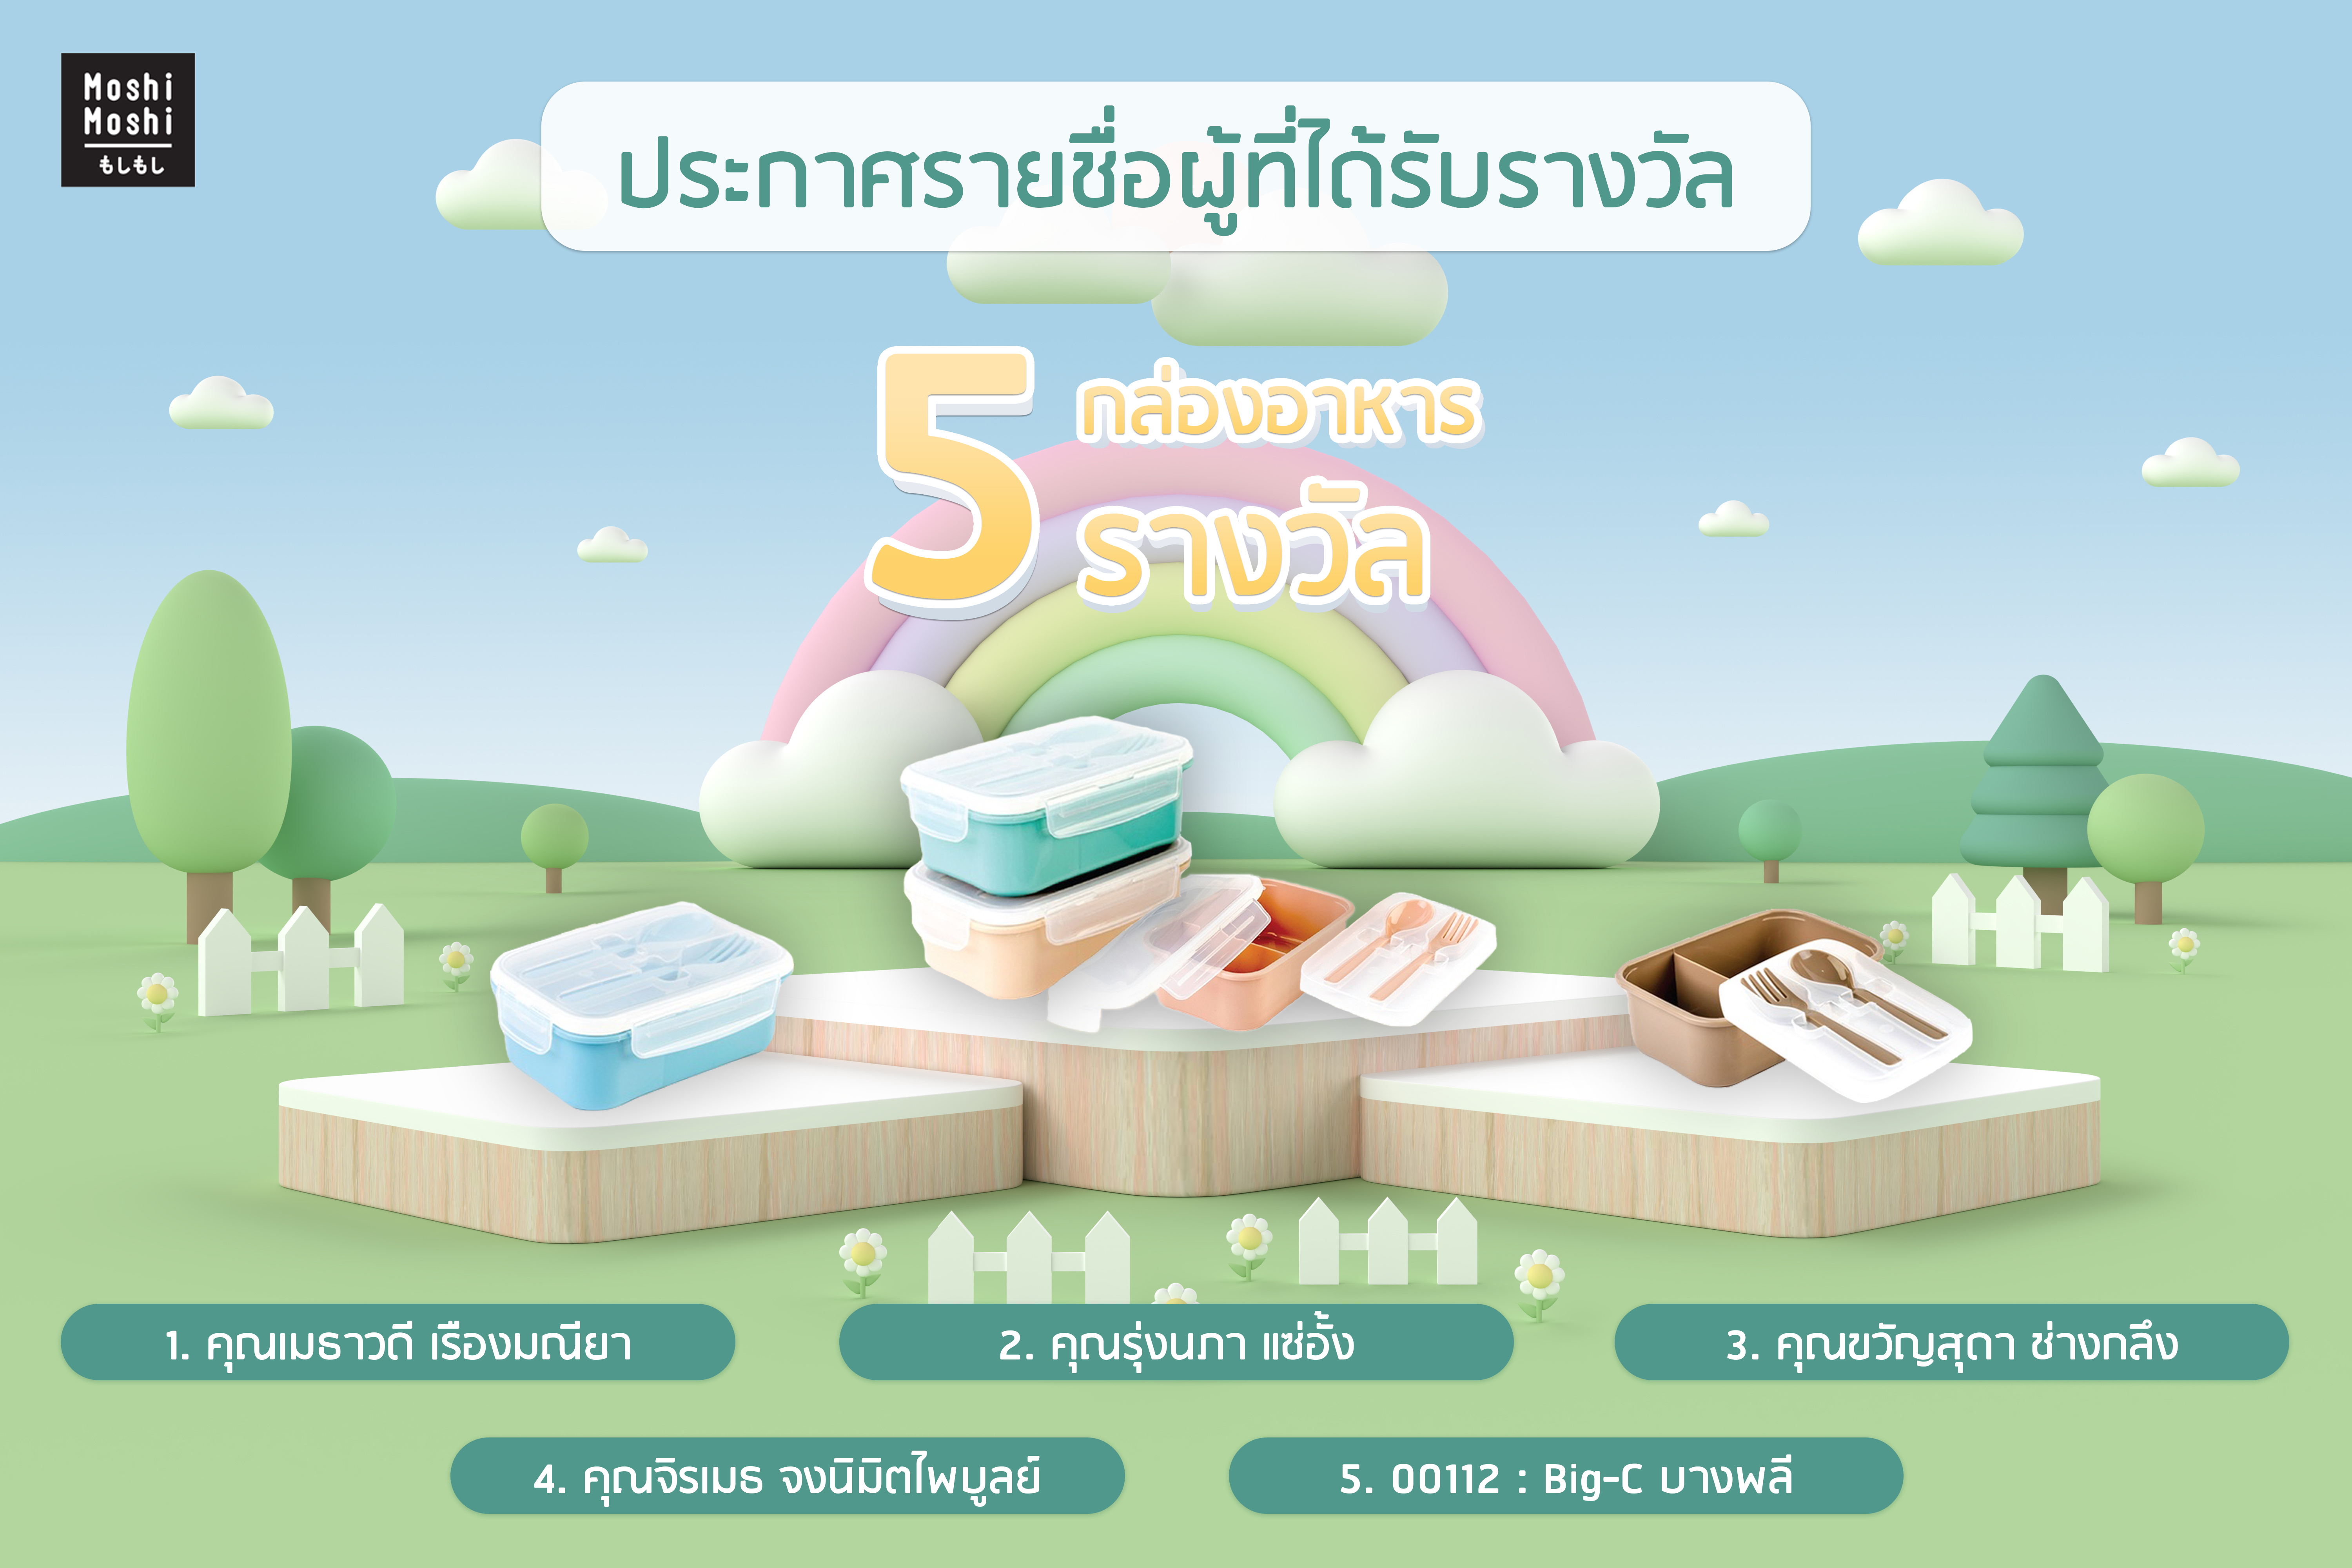 Moshi
Moshi
もしもし
ประกาศรายชื่อผู้ที่ได้รับรางวัล
5
กล่องอาหาร
รางวัล
1. คุณเมธาวดี เรืองมณียา
2. คุณรุ่งนภา แซ่อั้ง
3. คุณขวัญสุดา ช่างกลึง
4. คุณจิรเมธ จงนิมิตไพบูลย์
5. 00112 : Big-C บางพลี